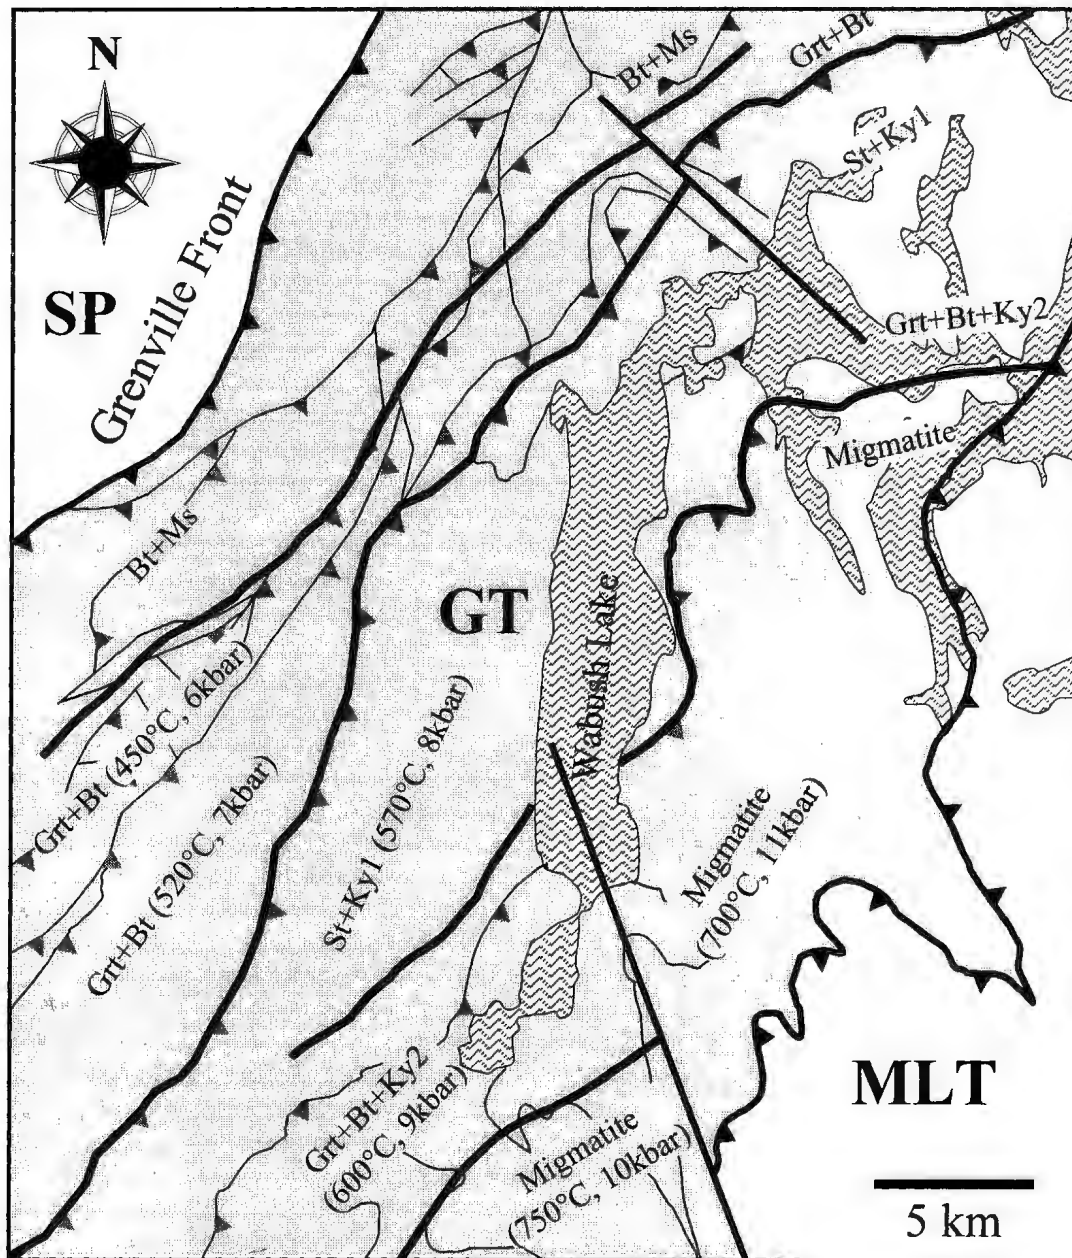 N
Bt+Ms
Grt+Bt
St+Ky1
SP
Grenville Front
Grt+Bt+Ky2
Migmatite
Bt+Ms
GT
Wabush Lake
Grt+Bt (450°C, 6kbar)
Grt+Bt (520°C, 7kbar)
St+Ky1 (570°C, 8kbar)
Migmatite
(700°C, 11kbar)
Grt+Bt+Ky2
(600°C, 9kbar)
Migmatite
(750°C, 10kbar)
MLT
5 km